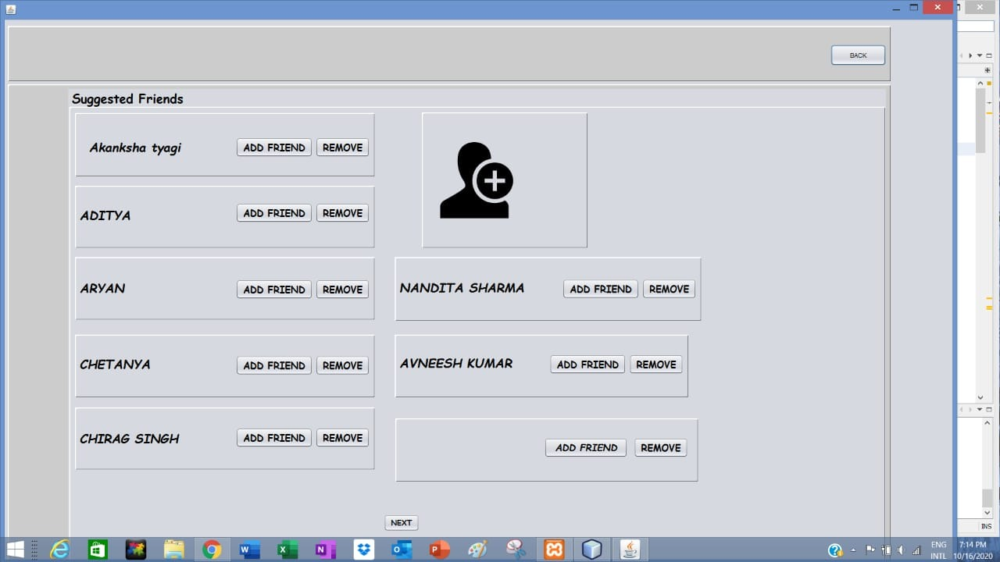 BACK
Suggested Friends
Akanksha tyagi ADD FRIEND REMOVE
ADITYA ADD FRIEND REMOVE
ARYAN ADD FRIEND REMOVE
NANDITA SHARMA ADD FRIEND REMOVE
CHETANYA ADD FRIEND REMOVE
AVNEESH KUMAR ADD FRIEND REMOVE
CHIRAG SINGH ADD FRIEND REMOVE
ADD FRIEND REMOVE
NEXT
INS
ENG 7:14 PM
INTL 10/16/2020